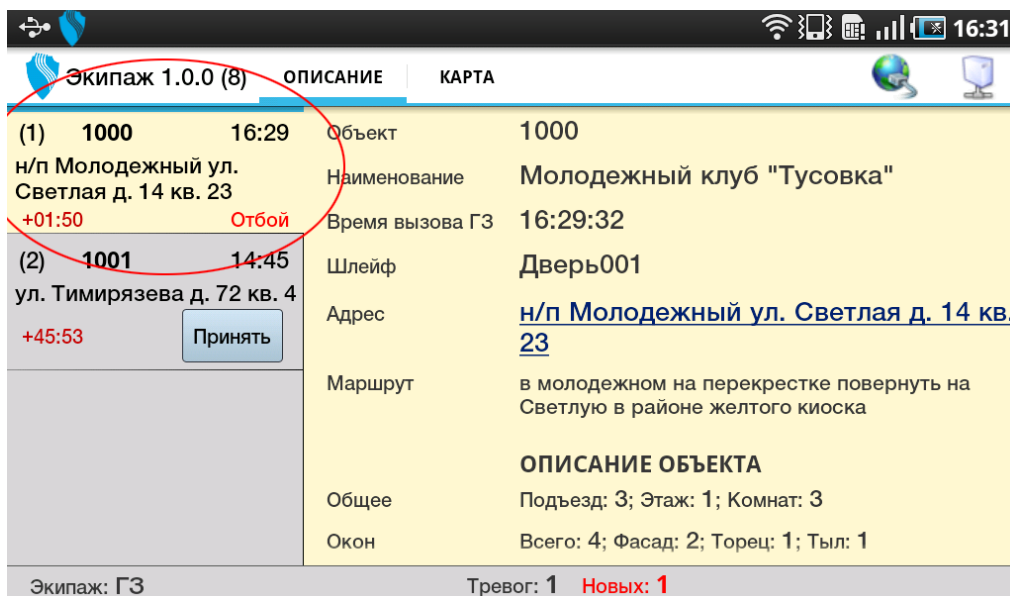 16:31
Экипаж 1.0.0 (8)
ОПИСАНИЕ
КАРТА
(1) 1000 16:29
н/п Молодежный ул.
Светлая д. 14 кв. 23
+01:50 Отбой
(2) 1001 14:45
ул. Тимирязева д. 72 кв. 4
+45:53 Принять
Объект 1000
Наименование Молодежный клуб "Тусовка"
Время вызова ГЗ 16:29:32
Шлейф Дверь001
Адрес н/п Молодежный ул. Светлая д. 14 кв.
23
Маршрут в молодежном на перекрестке повернуть на
Светлую в районе желтого киоска
ОПИСАНИЕ ОБЪЕКТА
Общее Подъезд: 3; Этаж: 1; Комнат: 3
Окон Всего: 4; Фасад: 2; Торец: 1; Тыл: 1
Экипаж: ГЗ
Тревог: 1 Новых: 1